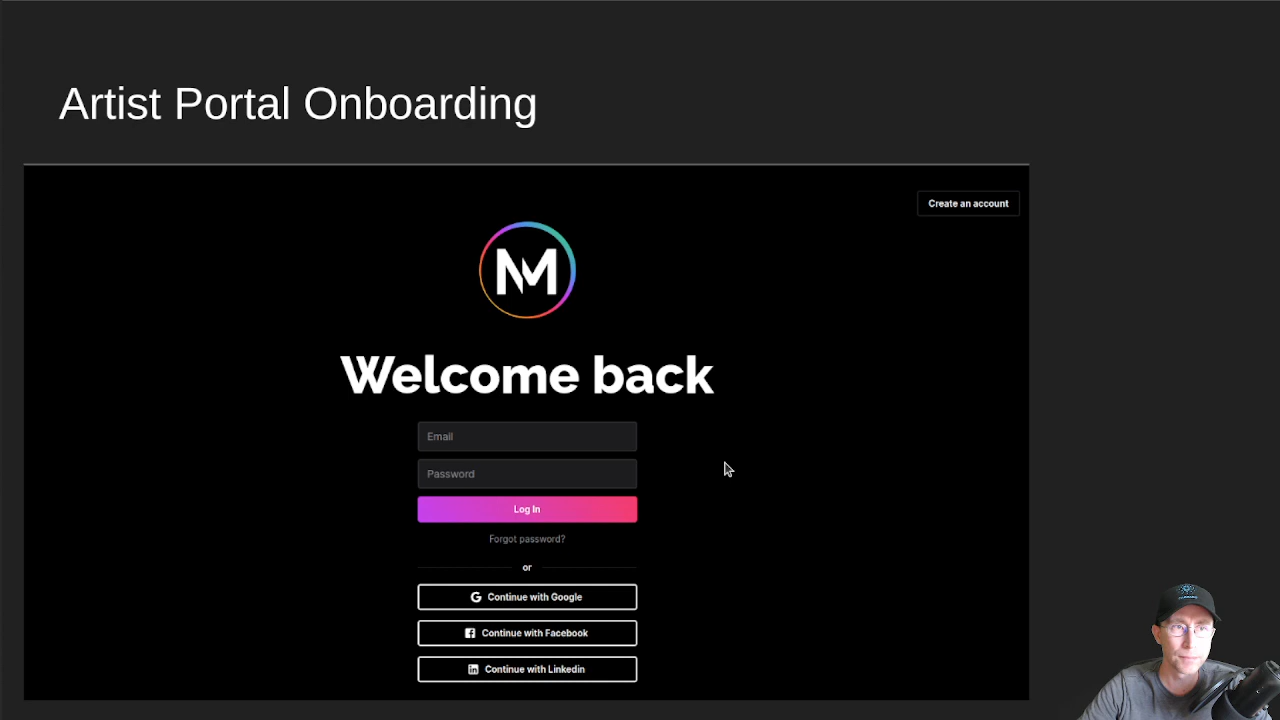 Artist Portal Onboarding
Create an account
M
Welcome back
Email
Password
Log In
Forgot password?
or
Continue with Google
Continue with Facebook
Continue with Linkedin